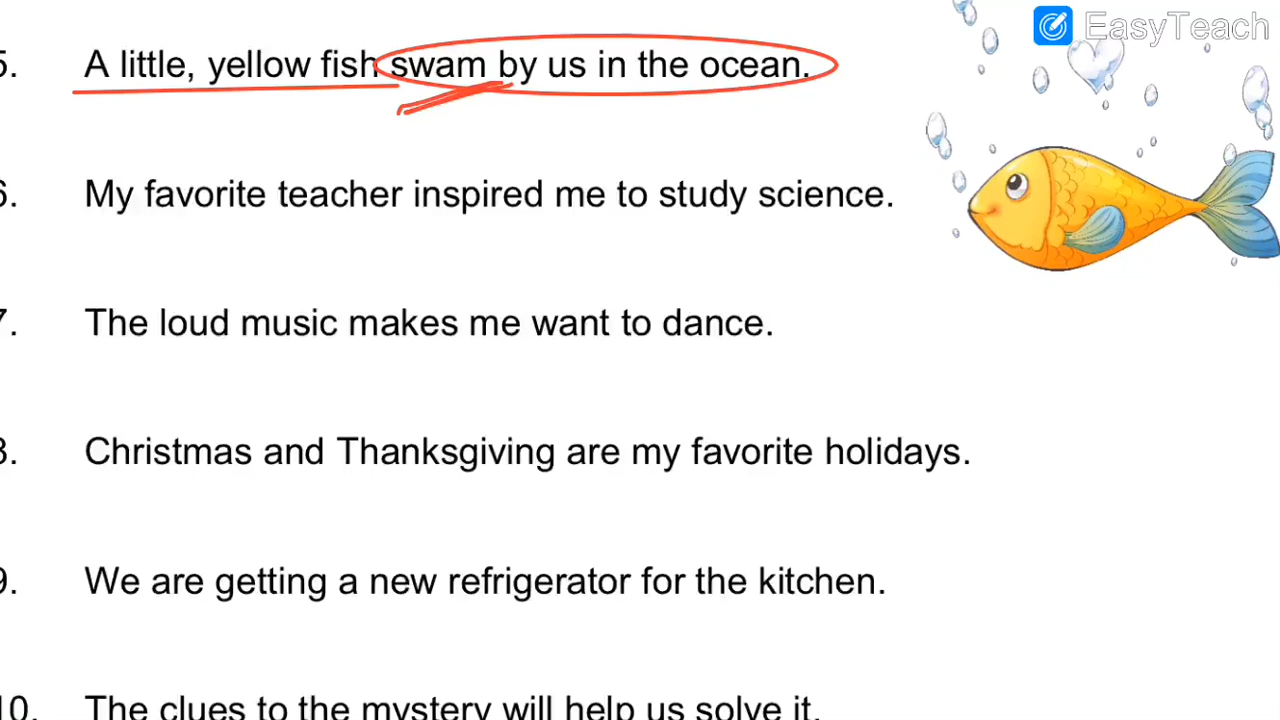 EasyTeach
5. A little, yellow fish swam by us in the ocean.
6. My favorite teacher inspired me to study science.
7. The loud music makes me want to dance.
8. Christmas and Thanksgiving are my favorite holidays.
9. We are getting a new refrigerator for the kitchen.
10. The clues to the mystery will help us solve it.